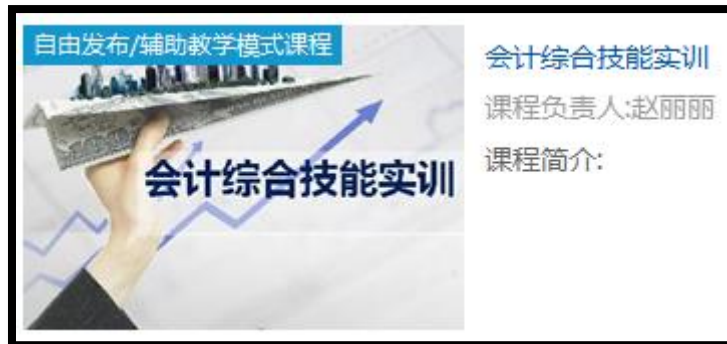 自由发布/辅助教学模式课程
会计综合技能实训
会计综合技能实训
课程负责人:赵丽丽
课程简介: